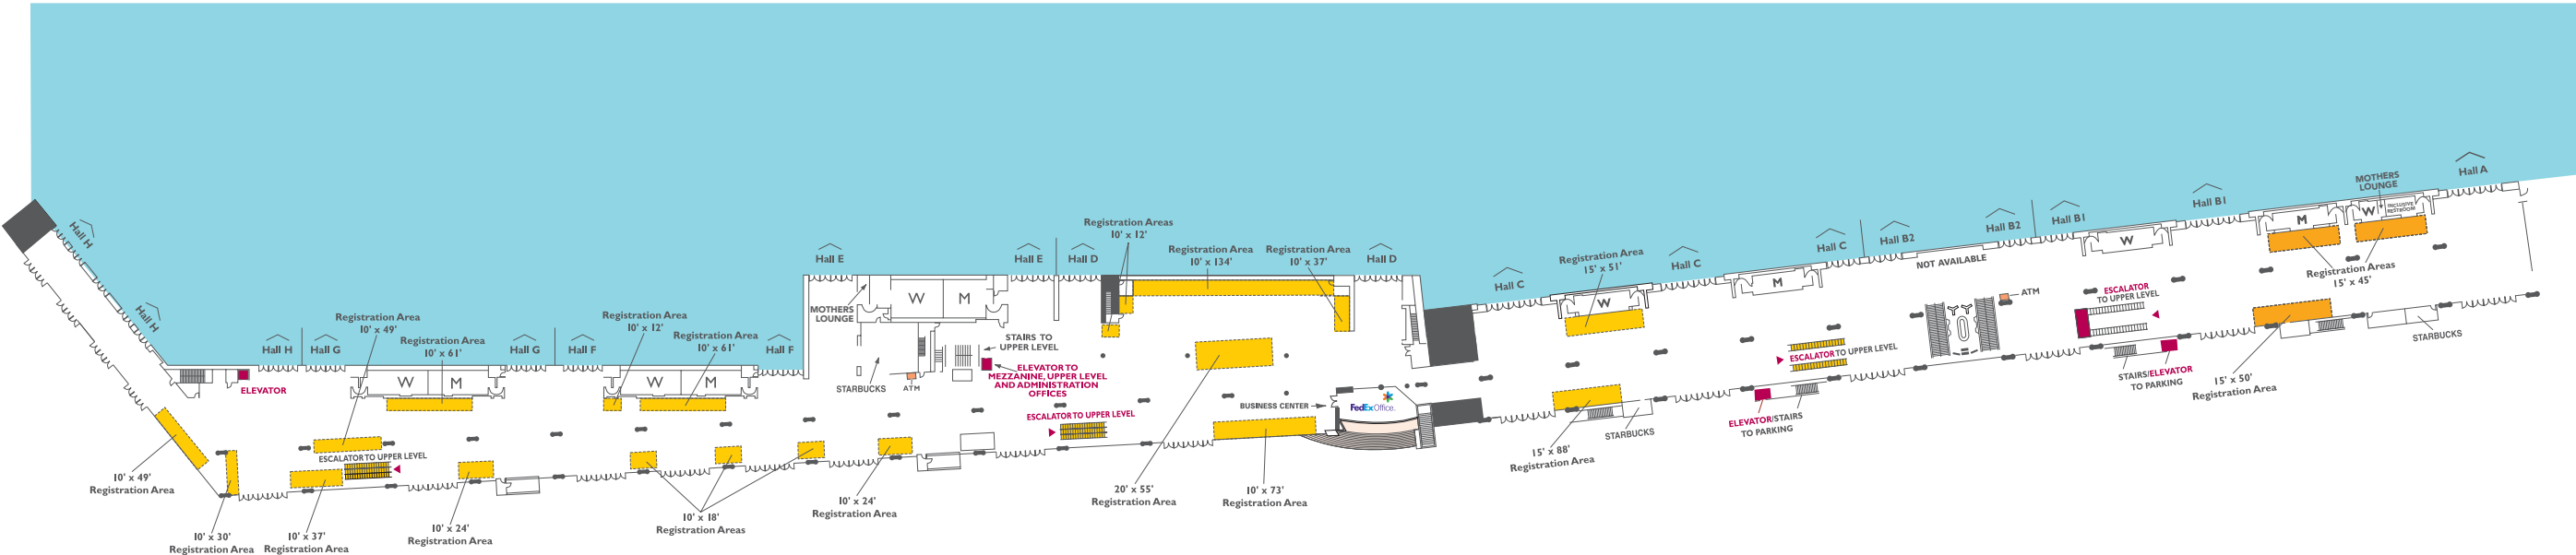 Hall H
Hall H
Hall H
Hall G
Registration Area
10' x 49'
Registration Area
10' x 61'
Hall G
Hall F
Registration Area
10' x 12'
Registration Area
10' x 61'
Hall F
Hall E
MOTHERS
LOUNGE
W
M
Hall E
Hall D
Registration Areas
10' x 12'
Registration Area
10' x 134'
Registration Area
10' x 37'
Hall D
Hall C
Registration Area
15' x 51'
W
Hall C
M
Hall C
Hall B2
Hall B2
NOT AVAILABLE
Hall B1
W
Hall B1
MOTHERS
LOUNGE
M
W
INCLUSIVE
RESTROOM
Hall A
Registration Areas
15' x 45'
ELEVATOR
W
M
W
M
STARBUCKS
ATM
STAIRS TO
UPPER LEVEL
ELEVATOR TO
MEZZANINE, UPPER LEVEL
AND ADMINISTRATION
OFFICES
ESCALATOR TO UPPER LEVEL
BUSINESS CENTER
FedEx Office.
ESCALATOR TO UPPER LEVEL
ATM
ESCALATOR
TO UPPER LEVEL
STARBUCKS
STAIRS/ELEVATOR
TO PARKING
15' x 50'
Registration Area
ELEVATOR/STAIRS
TO PARKING
STARBUCKS
15' x 88'
Registration Area
ESCALATOR TO UPPER LEVEL
10' x 49'
Registration Area
10' x 30'
Registration Area
10' x 37'
Registration Area
10' x 24'
Registration Area
10' x 18'
Registration Areas
10' x 24'
Registration Area
20' x 55'
Registration Area
10' x 73'
Registration Area